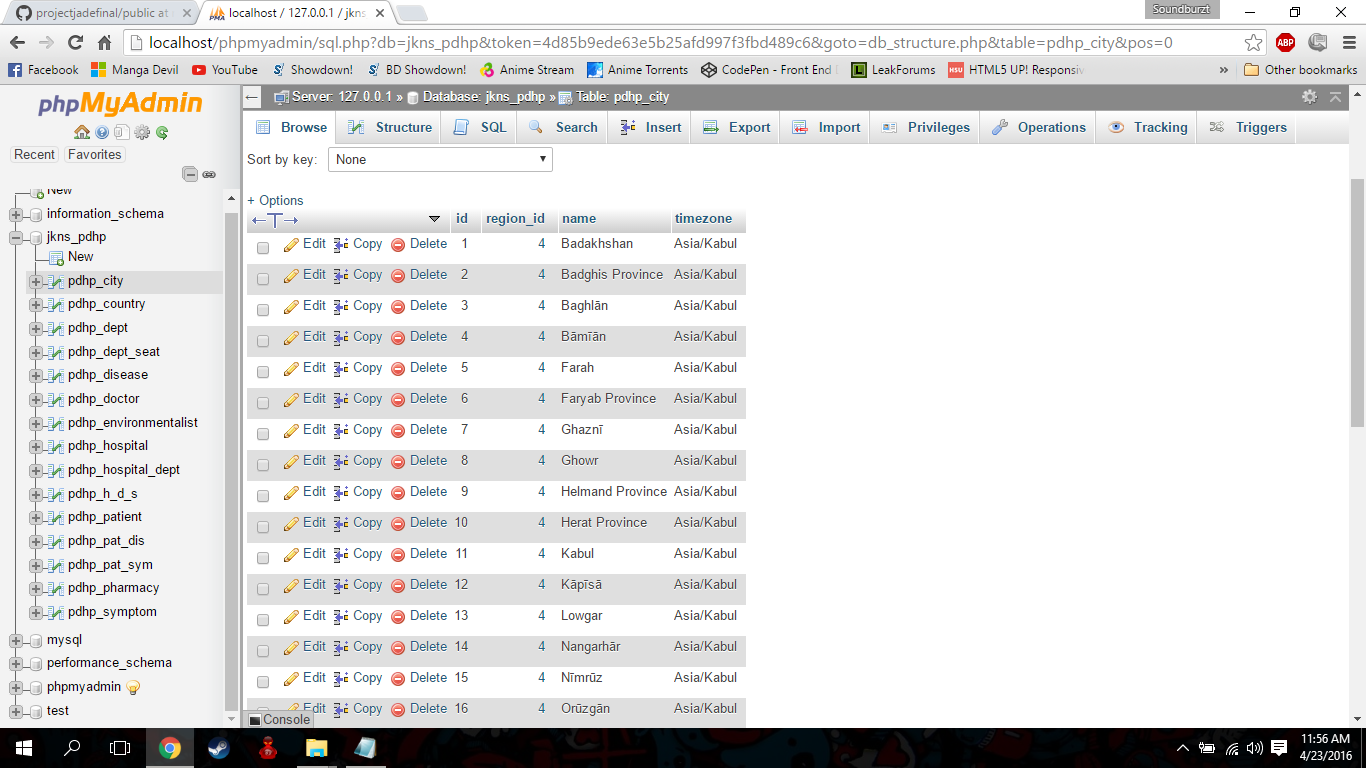 projectjadefinal/public at
localhost / 127.0.0.1 / jkns
Soundburzt
localhost/phpmyadmin/sql.php?db=jkns_pdhp&token=4d85b9ede63e5b25afd997f3fbd489c6&goto=db_structure.php&table=pdhp_city&pos=0
ABP
Facebook Manga Devil YouTube Showdown! BD Showdown! Anime Stream Anime Torrents CodePen - Front End LeakForums HTML5 UP! Responsiv » Other bookmarks
phpMyAdmin
Recent Favorites
New
information_schema
jkns_pdhp
New
pdhp_city
pdhp_country
pdhp_dept
pdhp_dept_seat
pdhp_disease
pdhp_doctor
pdhp_environmentalist
pdhp_hospital
pdhp_hospital_dept
pdhp_h_d_s
pdhp_patient
pdhp_pat_dis
pdhp_pat_sym
pdhp_pharmacy
pdhp_symptom
mysql
performance_schema
phpmyadmin
test
Server: 127.0.0.1 » Database: jkns_pdhp » Table: pdhp_city
Browse Structure SQL Search Insert Export Import Privileges Operations Tracking Triggers
Sort by key: None
+ Options
id region_id name timezone
Edit Copy Delete 1 4 Badakhshan Asia/Kabul
Edit Copy Delete 2 4 Badghis Province Asia/Kabul
Edit Copy Delete 3 4 Baghlān Asia/Kabul
Edit Copy Delete 4 4 Bāmīān Asia/Kabul
Edit Copy Delete 5 4 Farah Asia/Kabul
Edit Copy Delete 6 4 Faryab Province Asia/Kabul
Edit Copy Delete 7 4 Ghaznī Asia/Kabul
Edit Copy Delete 8 4 Ghowr Asia/Kabul
Edit Copy Delete 9 4 Helmand Province Asia/Kabul
Edit Copy Delete 10 4 Herat Province Asia/Kabul
Edit Copy Delete 11 4 Kabul Asia/Kabul
Edit Copy Delete 12 4 Kāpīsā Asia/Kabul
Edit Copy Delete 13 4 Lowgar Asia/Kabul
Edit Copy Delete 14 4 Nangarhār Asia/Kabul
Edit Copy Delete 15 4 Nīmrūz Asia/Kabul
Edit Copy Delete 16 4 Orūzgān Asia/Kabul
Console
11:56 AM
4/23/2016